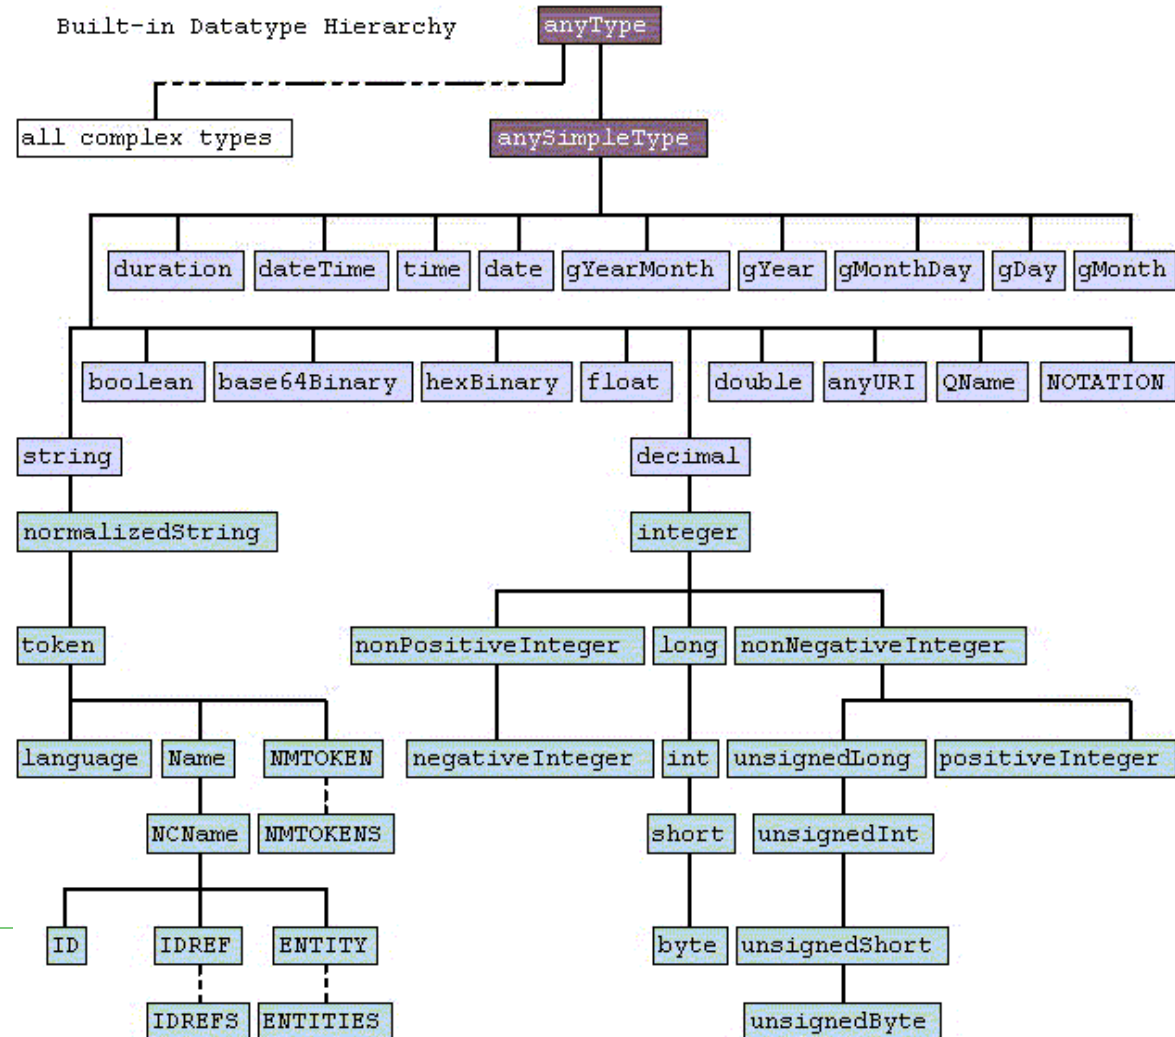 Built-in Datatype Hierarchy anyType
all complex types anySimpleType
duration dateTime time date gYearMonth gYear gMonthDay gDay gMonth
boolean base64Binary hexBinary float double anyURI QName NOTATION
string decimal
normalizedString integer
token nonPositiveInteger long nonNegativeInteger
language Name NMTOKEN negativeInteger int unsignedLong positiveInteger
NCName NMTOKENS short unsignedInt
ID IDREF ENTITY byte unsignedShort
IDREFS ENTITIES unsignedByte